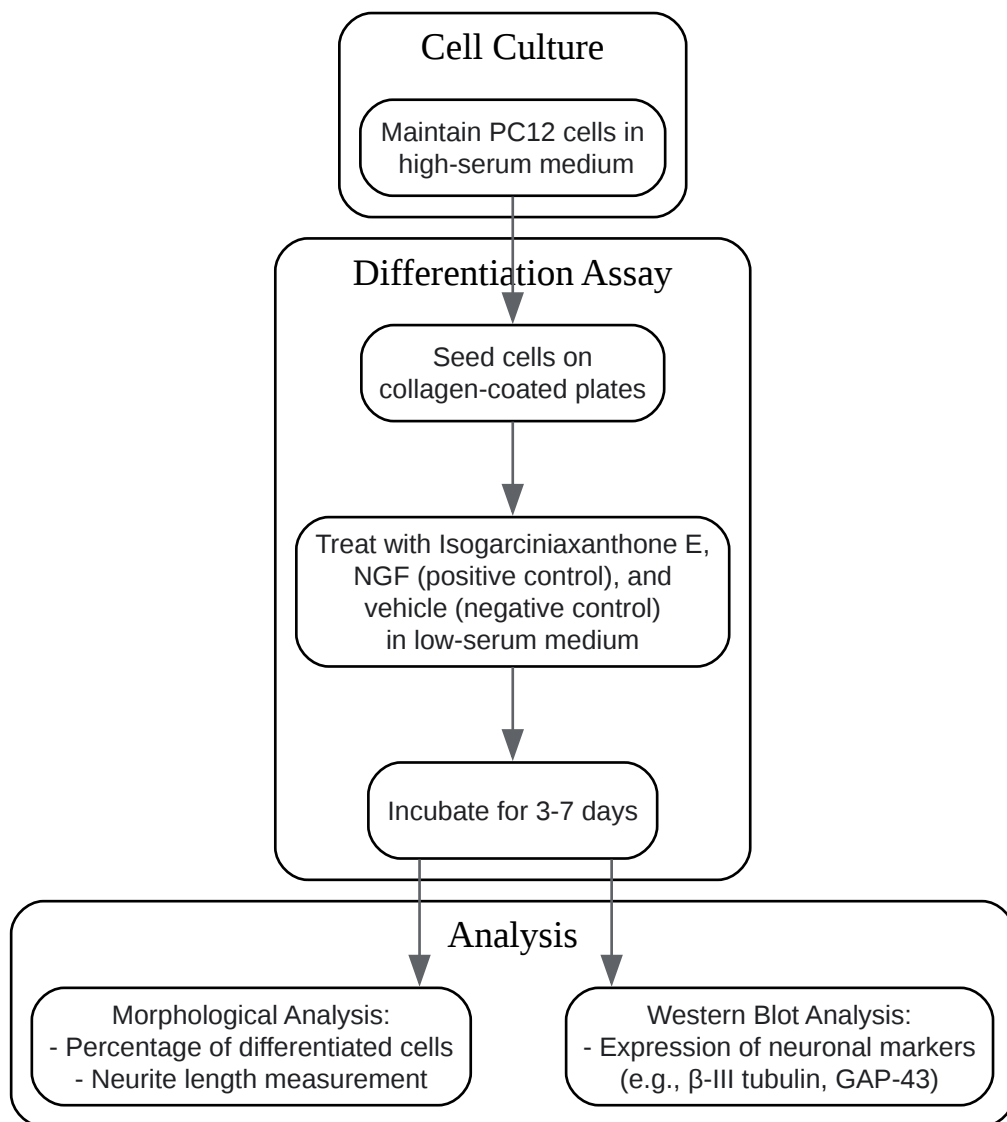 Cell Culture
Maintain PC12 cells in
high-serum medium
Differentiation Assay
Seed cells on
collagen-coated plates
Treat with Isogarciniaxanthone E,
NGF (positive control), and
vehicle (negative control)
in low-serum medium
Incubate for 3-7 days
Analysis
Morphological Analysis:
- Percentage of differentiated cells
- Neurite length measurement
Western Blot Analysis:
- Expression of neuronal markers
(e.g., β-III tubulin, GAP-43)